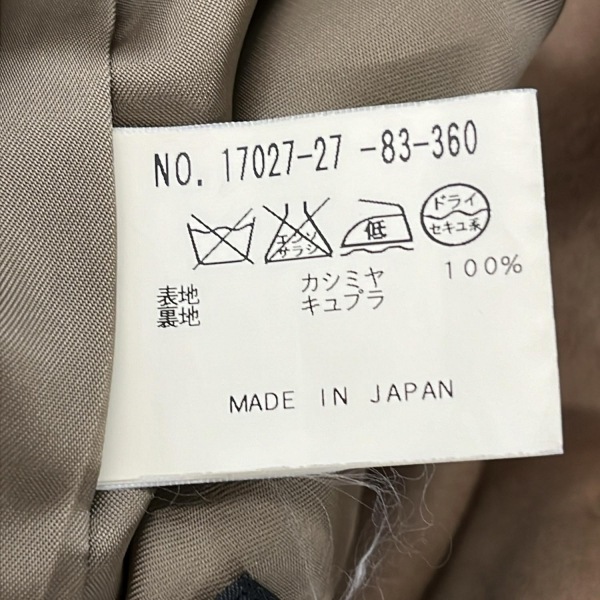 NO. 17027-27 -83-360
エンソ
サラシ
低
ドライ
セキユ系
表地 カシミヤ 100%
裏地 キュプラ
MADE IN JAPAN